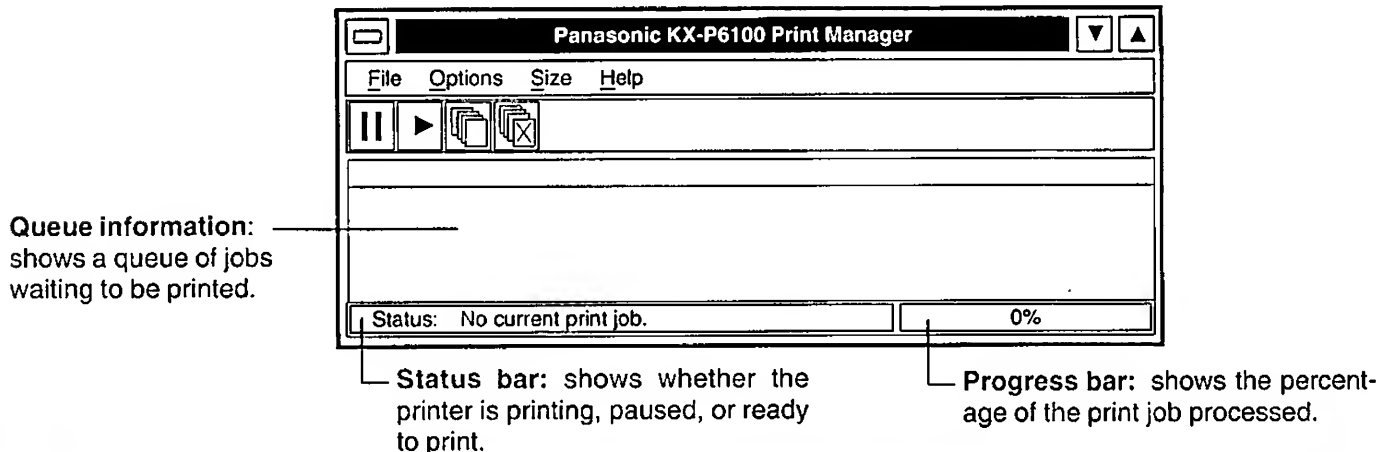 Panasonic KX-P6100 Print Manager
File Options Size Help
Queue information:
shows a queue of jobs
waiting to be printed.
Status: No current print job.
0%
Status bar: shows whether the
printer is printing, paused, or ready
to print.
Progress bar: shows the percent-
age of the print job processed.